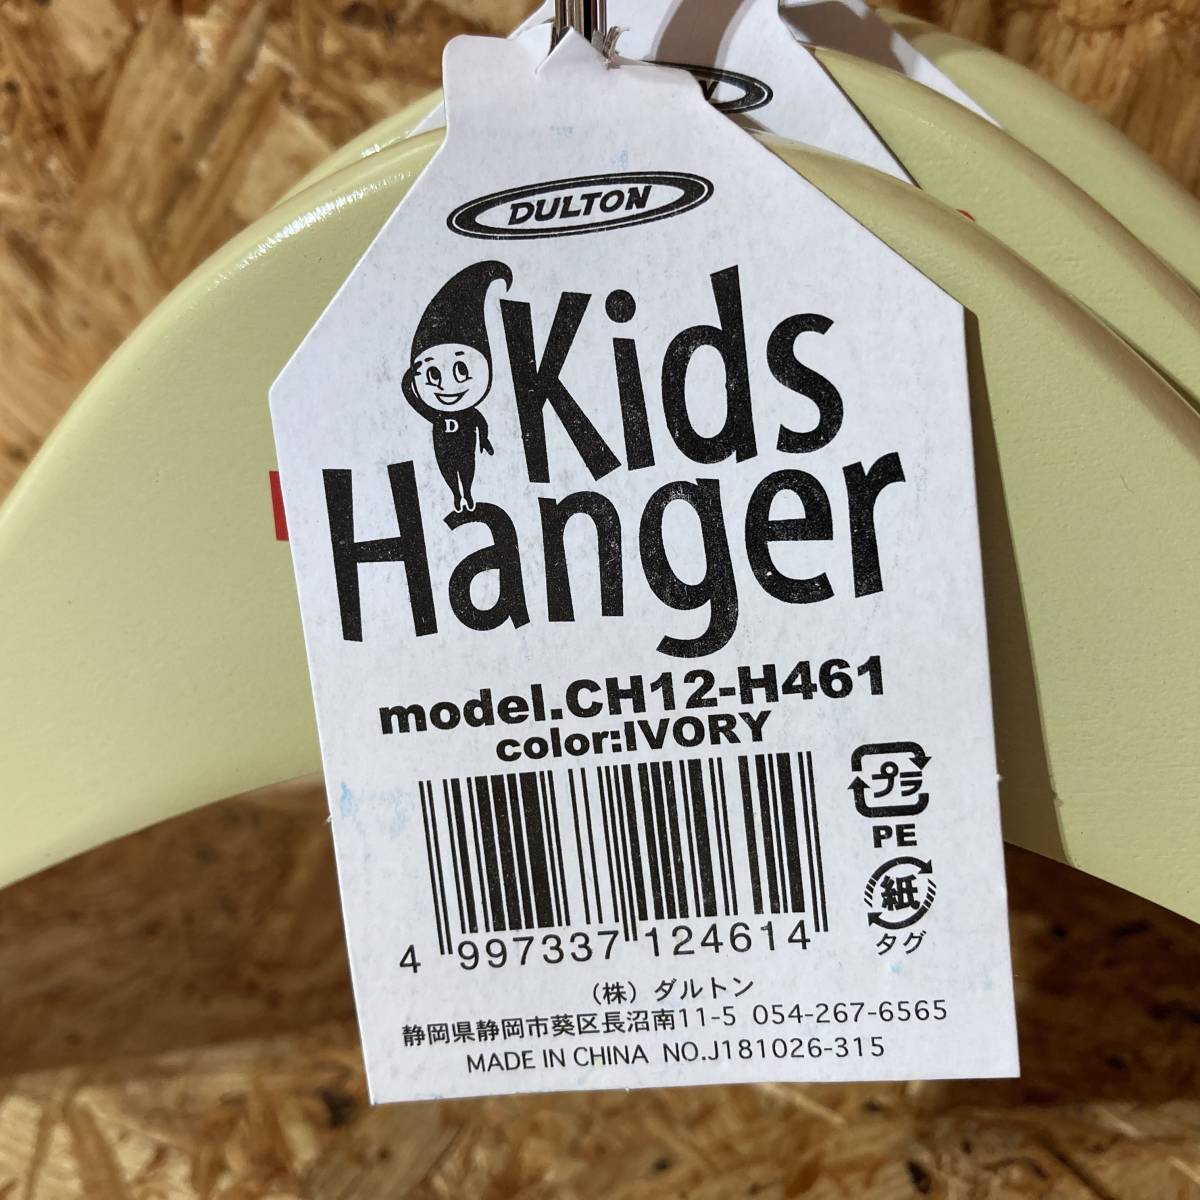 DULTON
Kids
D
Hanger
model.CH12-H461
color:IVORY
プラ
PE
紙
タグ
4 997337 124614
（株）ダルトン
静岡県静岡市葵区長沼南11-5 054-267-6565
MADE IN CHINA NO.J181026-315